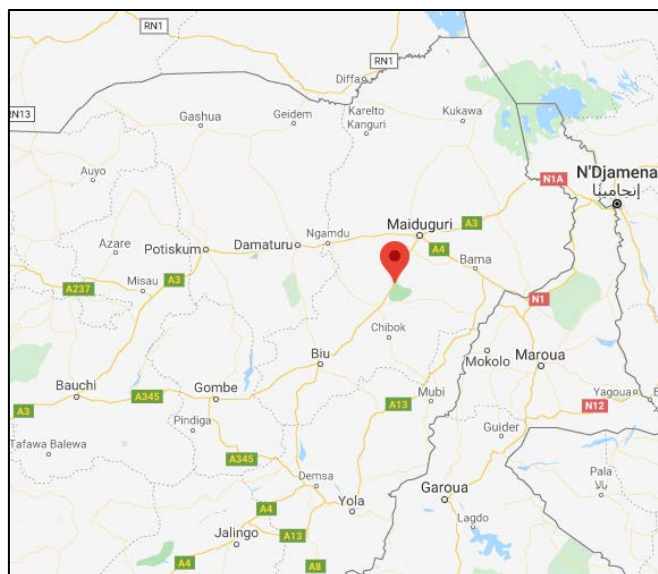 RN1
RN1
Diffa
RN13
Gashua
Geidem
Karelto
Kanguri
Kukawa
Auyo
N1A
N'Djamena
إنجامينا
Maiduguri
A3
Azare
Potiskum
Damaturu
Ngamdu
A4
Bama
A237
Misau
A3
N1
Chibok
Biu
Mokolo
Maroua
Bauchi
A345
Gombe
Mubi
A13
Yagoua
A3
N12
Pindiga
Guider
Tafawa Balewa
A345
Demsa
Pala
بالا
Yola
Garoua
A4
Lagdo
Jalingo
A13
A4
A8